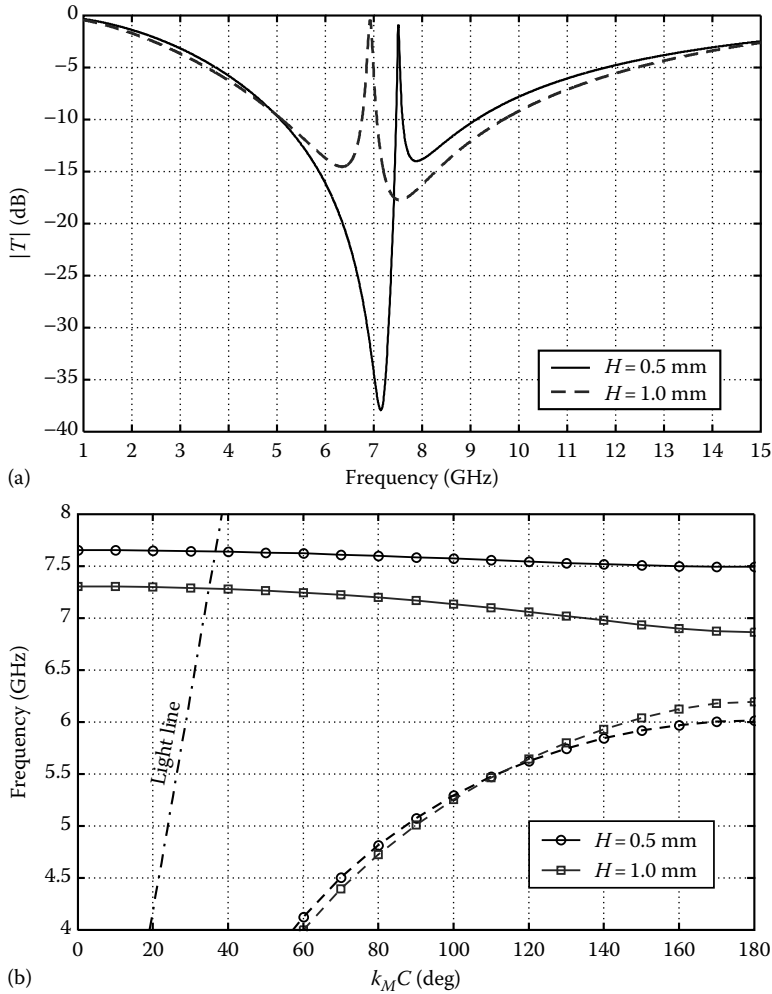 0
−5
−10
−15
−20
−25
−30
−35
−40
|T| (dB)
H = 0.5 mm
H = 1.0 mm
1 2 3 4 5 6 7 8 9 10 11 12 13 14 15
(a)
Frequency (GHz)
8
7.5
7
6.5
6
5.5
5
4.5
4
Frequency (GHz)
Light line
H = 0.5 mm
H = 1.0 mm
0 20 40 60 80 100 120 140 160 180
(b)
k_MC (deg)